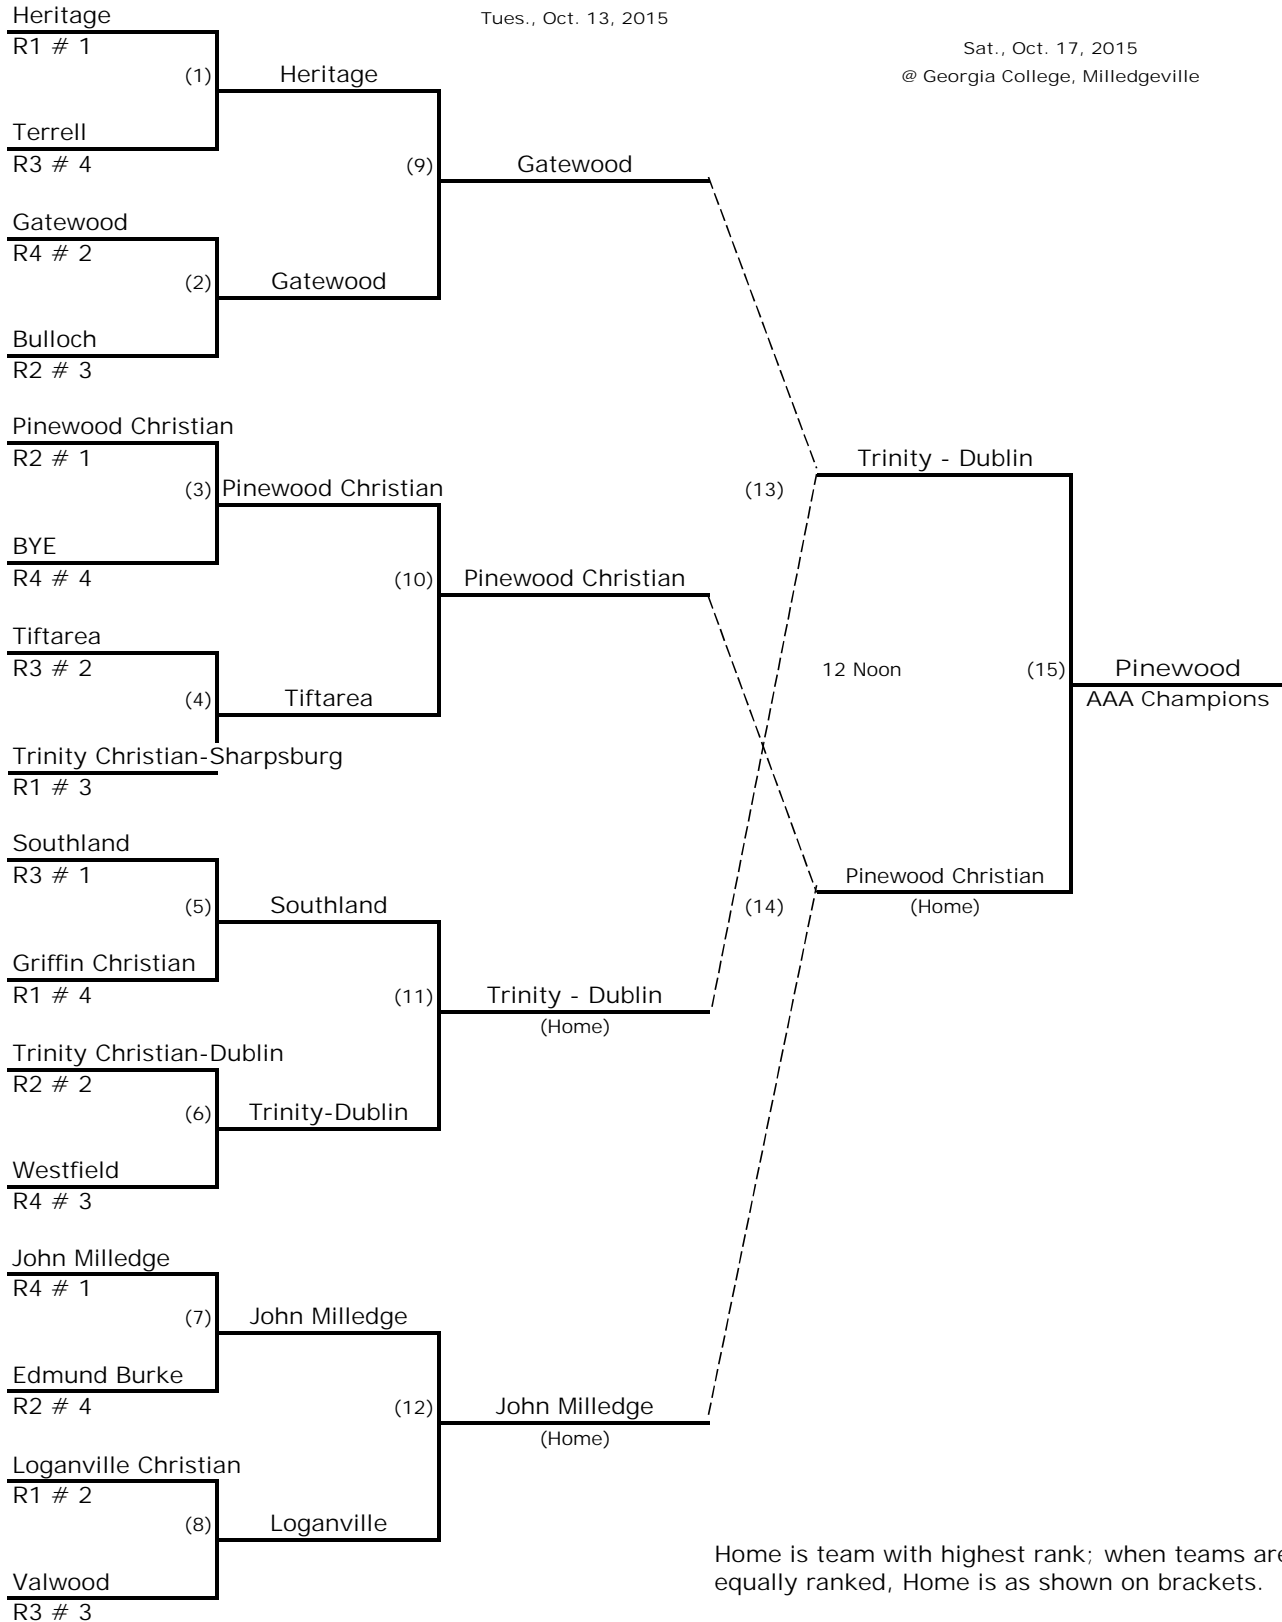 Heritage
Tues., Oct. 13, 2015
R1 # 1
Sat., Oct. 17, 2015
@ Georgia College, Milledgeville
(1)
Heritage
Terrell
R3 # 4
(9)
Gatewood
Gatewood
R4 # 2
(2)
Gatewood
Bulloch
R2 # 3
Pinewood Christian
R2 # 1
(3)
Pinewood Christian
BYE
R4 # 4
(10)
Pinewood Christian
Tiftarea
R3 # 2
(4)
Tiftarea
Trinity Christian-Sharpsburg
R1 # 3
Southland
R3 # 1
(5)
Southland
Griffin Christian
R1 # 4
(11)
Trinity - Dublin
(Home)
Trinity Christian-Dublin
R2 # 2
(6)
Trinity-Dublin
Westfield
R4 # 3
John Milledge
R4 # 1
(7)
John Milledge
Edmund Burke
R2 # 4
(12)
John Milledge
(Home)
Loganville Christian
R1 # 2
(8)
Loganville
Valwood
R3 # 3
(13)
Trinity - Dublin
12 Noon
(15)
Pinewood
AAA Champions
(14)
Pinewood Christian
(Home)
Home is team with highest rank; when teams are
equally ranked, Home is as shown on brackets.